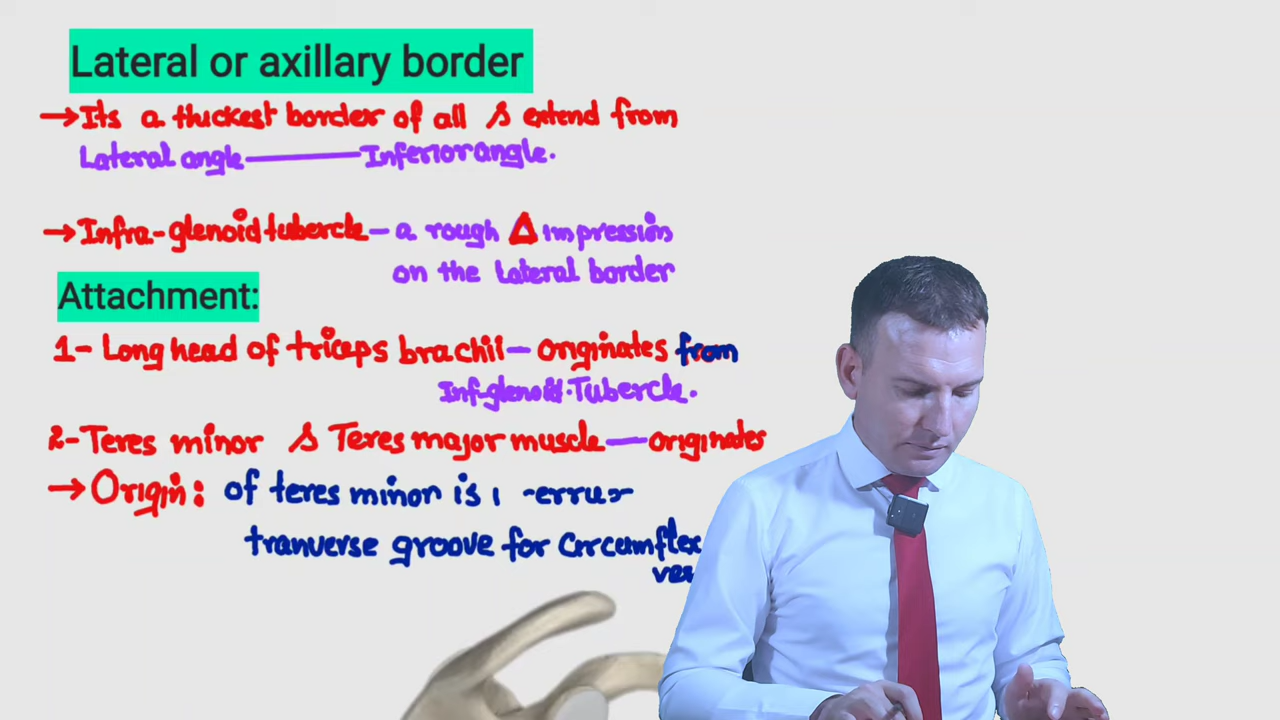 Lateral or axillary border
→Its a thickest border of all & extend from
Lateral angle — Inferior angle.
→Infra-glenoid tubercle – a rough Δ impression
on the Lateral border
Attachment:
1- Long head of triceps brachii – originates from
Inf-glenoid.Tubercle.
2- Teres minor & Teres major muscle — originates
→ Origin: of teres minor is
tranverse groove for circumflex